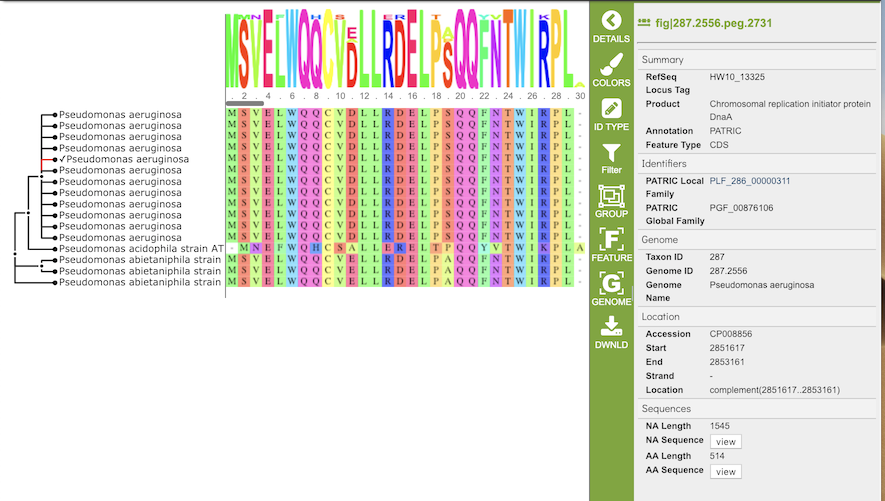 fig|287.2556.peg.2731
DETAILS
COLORS
ID TYPE
Filter
GROUP
FEATURE
GENOME
DWNLD
. 2 . 4 . 6 . 8 . 10 . 12 . 14 . 16 . 18 . 20 . 22 . 24 . 26 . 28 . 30
Pseudomonas aeruginosa M S V E L W Q Q C V D L L R D E L P S Q Q F N T W I R P L -
Pseudomonas aeruginosa M S V E L W Q Q C V D L L R D E L P S Q Q F N T W I R P L -
Pseudomonas aeruginosa M S V E L W Q Q C V D L L R D E L P S Q Q F N T W I R P L -
Pseudomonas aeruginosa M S V E L W Q Q C V D L L R D E L P S Q Q F N T W I R P L -
✓Pseudomonas aeruginosa M S V E L W Q Q C V D L L R D E L P S Q Q F N T W I R P L -
Pseudomonas aeruginosa M S V E L W Q Q C V D L L R D E L P S Q Q F N T W I R P L -
Pseudomonas aeruginosa M S V E L W Q Q C V D L L R D E L P S Q Q F N T W I R P L -
Pseudomonas aeruginosa M S V E L W Q Q C V D L L R D E L P S Q Q F N T W I R P L -
Pseudomonas aeruginosa M S V E L W Q Q C V D L L R D E L P S Q Q F N T W I R P L -
Pseudomonas aeruginosa M S V E L W Q Q C V D L L R D E L P S Q Q F N T W I R P L -
Pseudomonas aeruginosa M S V E L W Q Q C V D L L R D E L P S Q Q F N T W I R P L -
Pseudomonas aeruginosa M S V E L W Q Q C V D L L R D E L P S Q Q F N T W I R P L -
Pseudomonas acidophila strain AT - M N E F W Q H C S A L L E R E L T P Q Q Y V T W I K P L A
Pseudomonas abietaniphila strain M S V E L W Q Q C V E L L R D E L P A Q Q F N T W I R P L -
Pseudomonas abietaniphila strain M S V E L W Q Q C V E L L R D E L P A Q Q F N T W I R P L -
Pseudomonas abietaniphila strain M S V E L W Q Q C V E L L R D E L P A Q Q F N T W I R P L -
Summary
RefSeq Locus Tag HW10_13325
Product Chromosomal replication initiator protein DnaA
Annotation PATRIC
Feature Type CDS
Identifiers
PATRIC Local Family PLF_286_00000311
PATRIC Global Family PGF_00876106
Genome
Taxon ID 287
Genome ID 287.2556
Genome Name Pseudomonas aeruginosa
Location
Accession CP008856
Start 2851617
End 2853161
Strand -
Location complement(2851617..2853161)
Sequences
NA Length 1545
NA Sequence view
AA Length 514
AA Sequence view